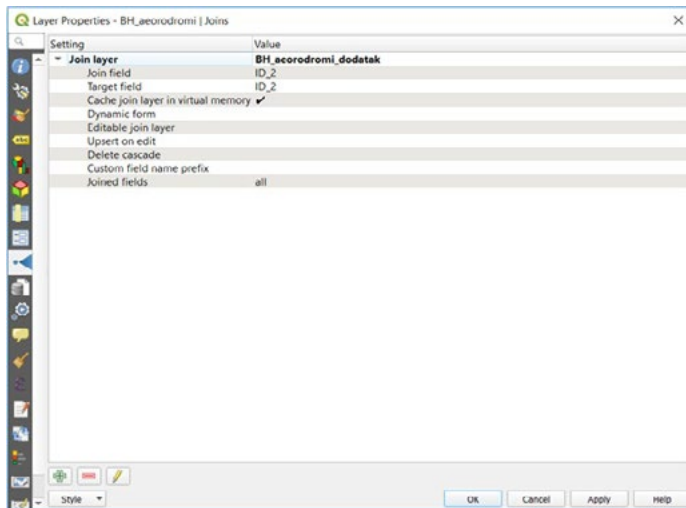 Layer Properties - BH_aeorodromi | Joins
Setting Value
Join layer BH_aeorodromi_dodatak
Join field ID_2
Target field ID_2
Cache join layer in virtual memory ✔
Dynamic form
Editable join layer
Upsert on edit
Delete cascade
Custom field name prefix
Joined fields all
abc
Style OK Cancel Apply Help